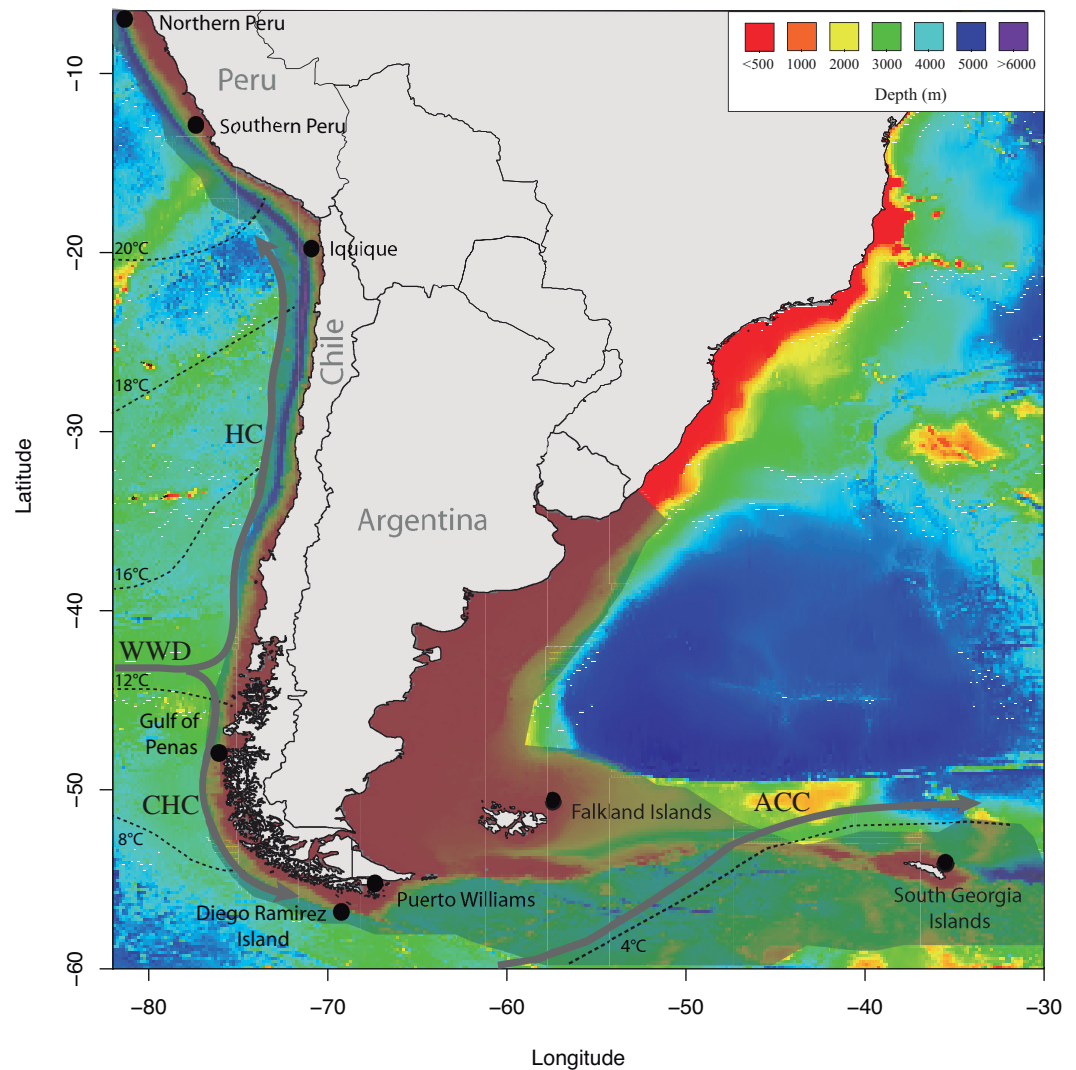 Northern Peru
<500 1000 2000 3000 4000 5000 >6000
Depth (m)
Peru
Southern Peru
Iquique
20°C
Chile
18°C
HC
Argentina
16°C
WWD
12°C
Gulf of
Penas
CHC
ACC
Falkland Islands
8°C
Puerto Williams
South Georgia
Islands
Diego Ramirez
Island
4°C
−10
−20
−30
−40
−50
−60
Latitude
−80 −70 −60 −50 −40 −30
Longitude